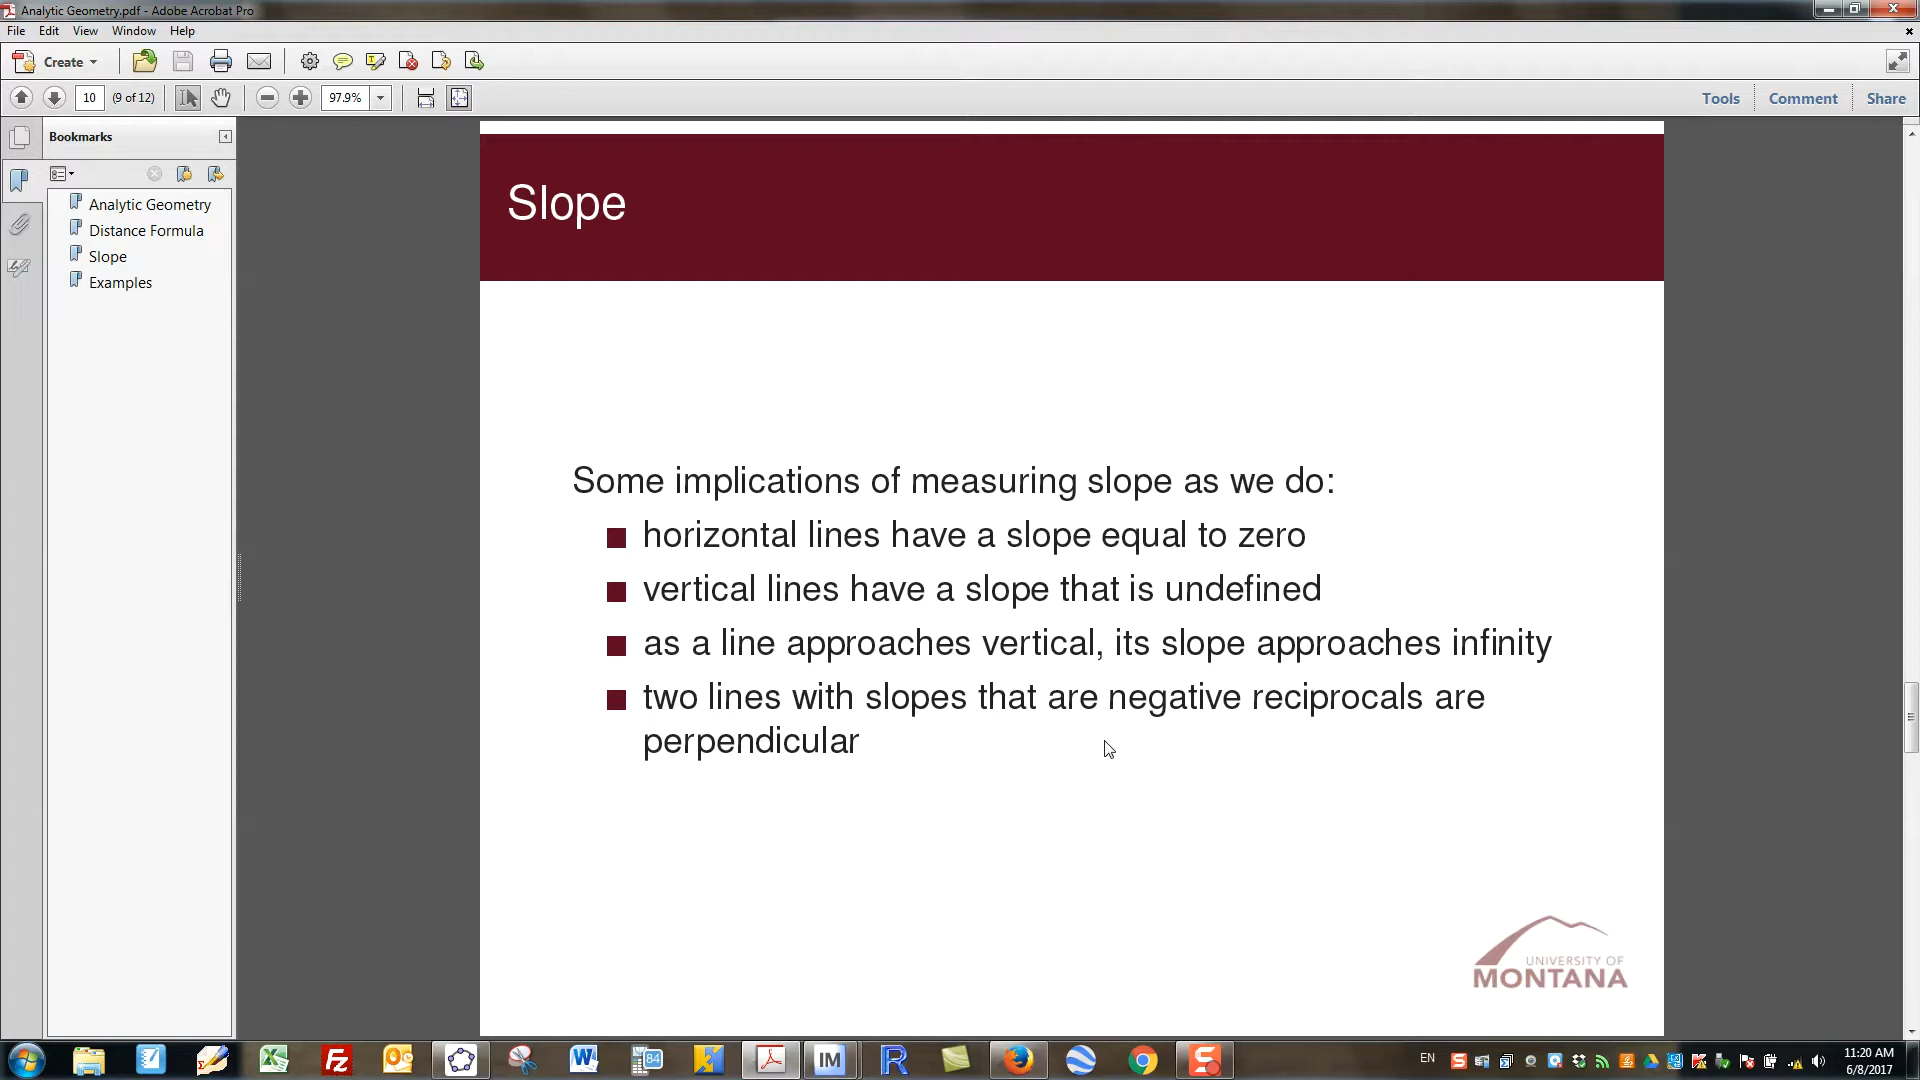 Analytic Geometry.pdf - Adobe Acrobat Pro
File Edit View Window Help
Create
10 (9 of 12) 97.9% Tools Comment Share
Bookmarks
Analytic Geometry
Distance Formula
Slope
Examples
Slope
Some implications of measuring slope as we do:
horizontal lines have a slope equal to zero
vertical lines have a slope that is undefined
as a line approaches vertical, its slope approaches infinity
two lines with slopes that are negative reciprocals are
perpendicular
UNIVERSITY OF
MONTANA
84 IM R EN 11:20 AM
6/8/2017